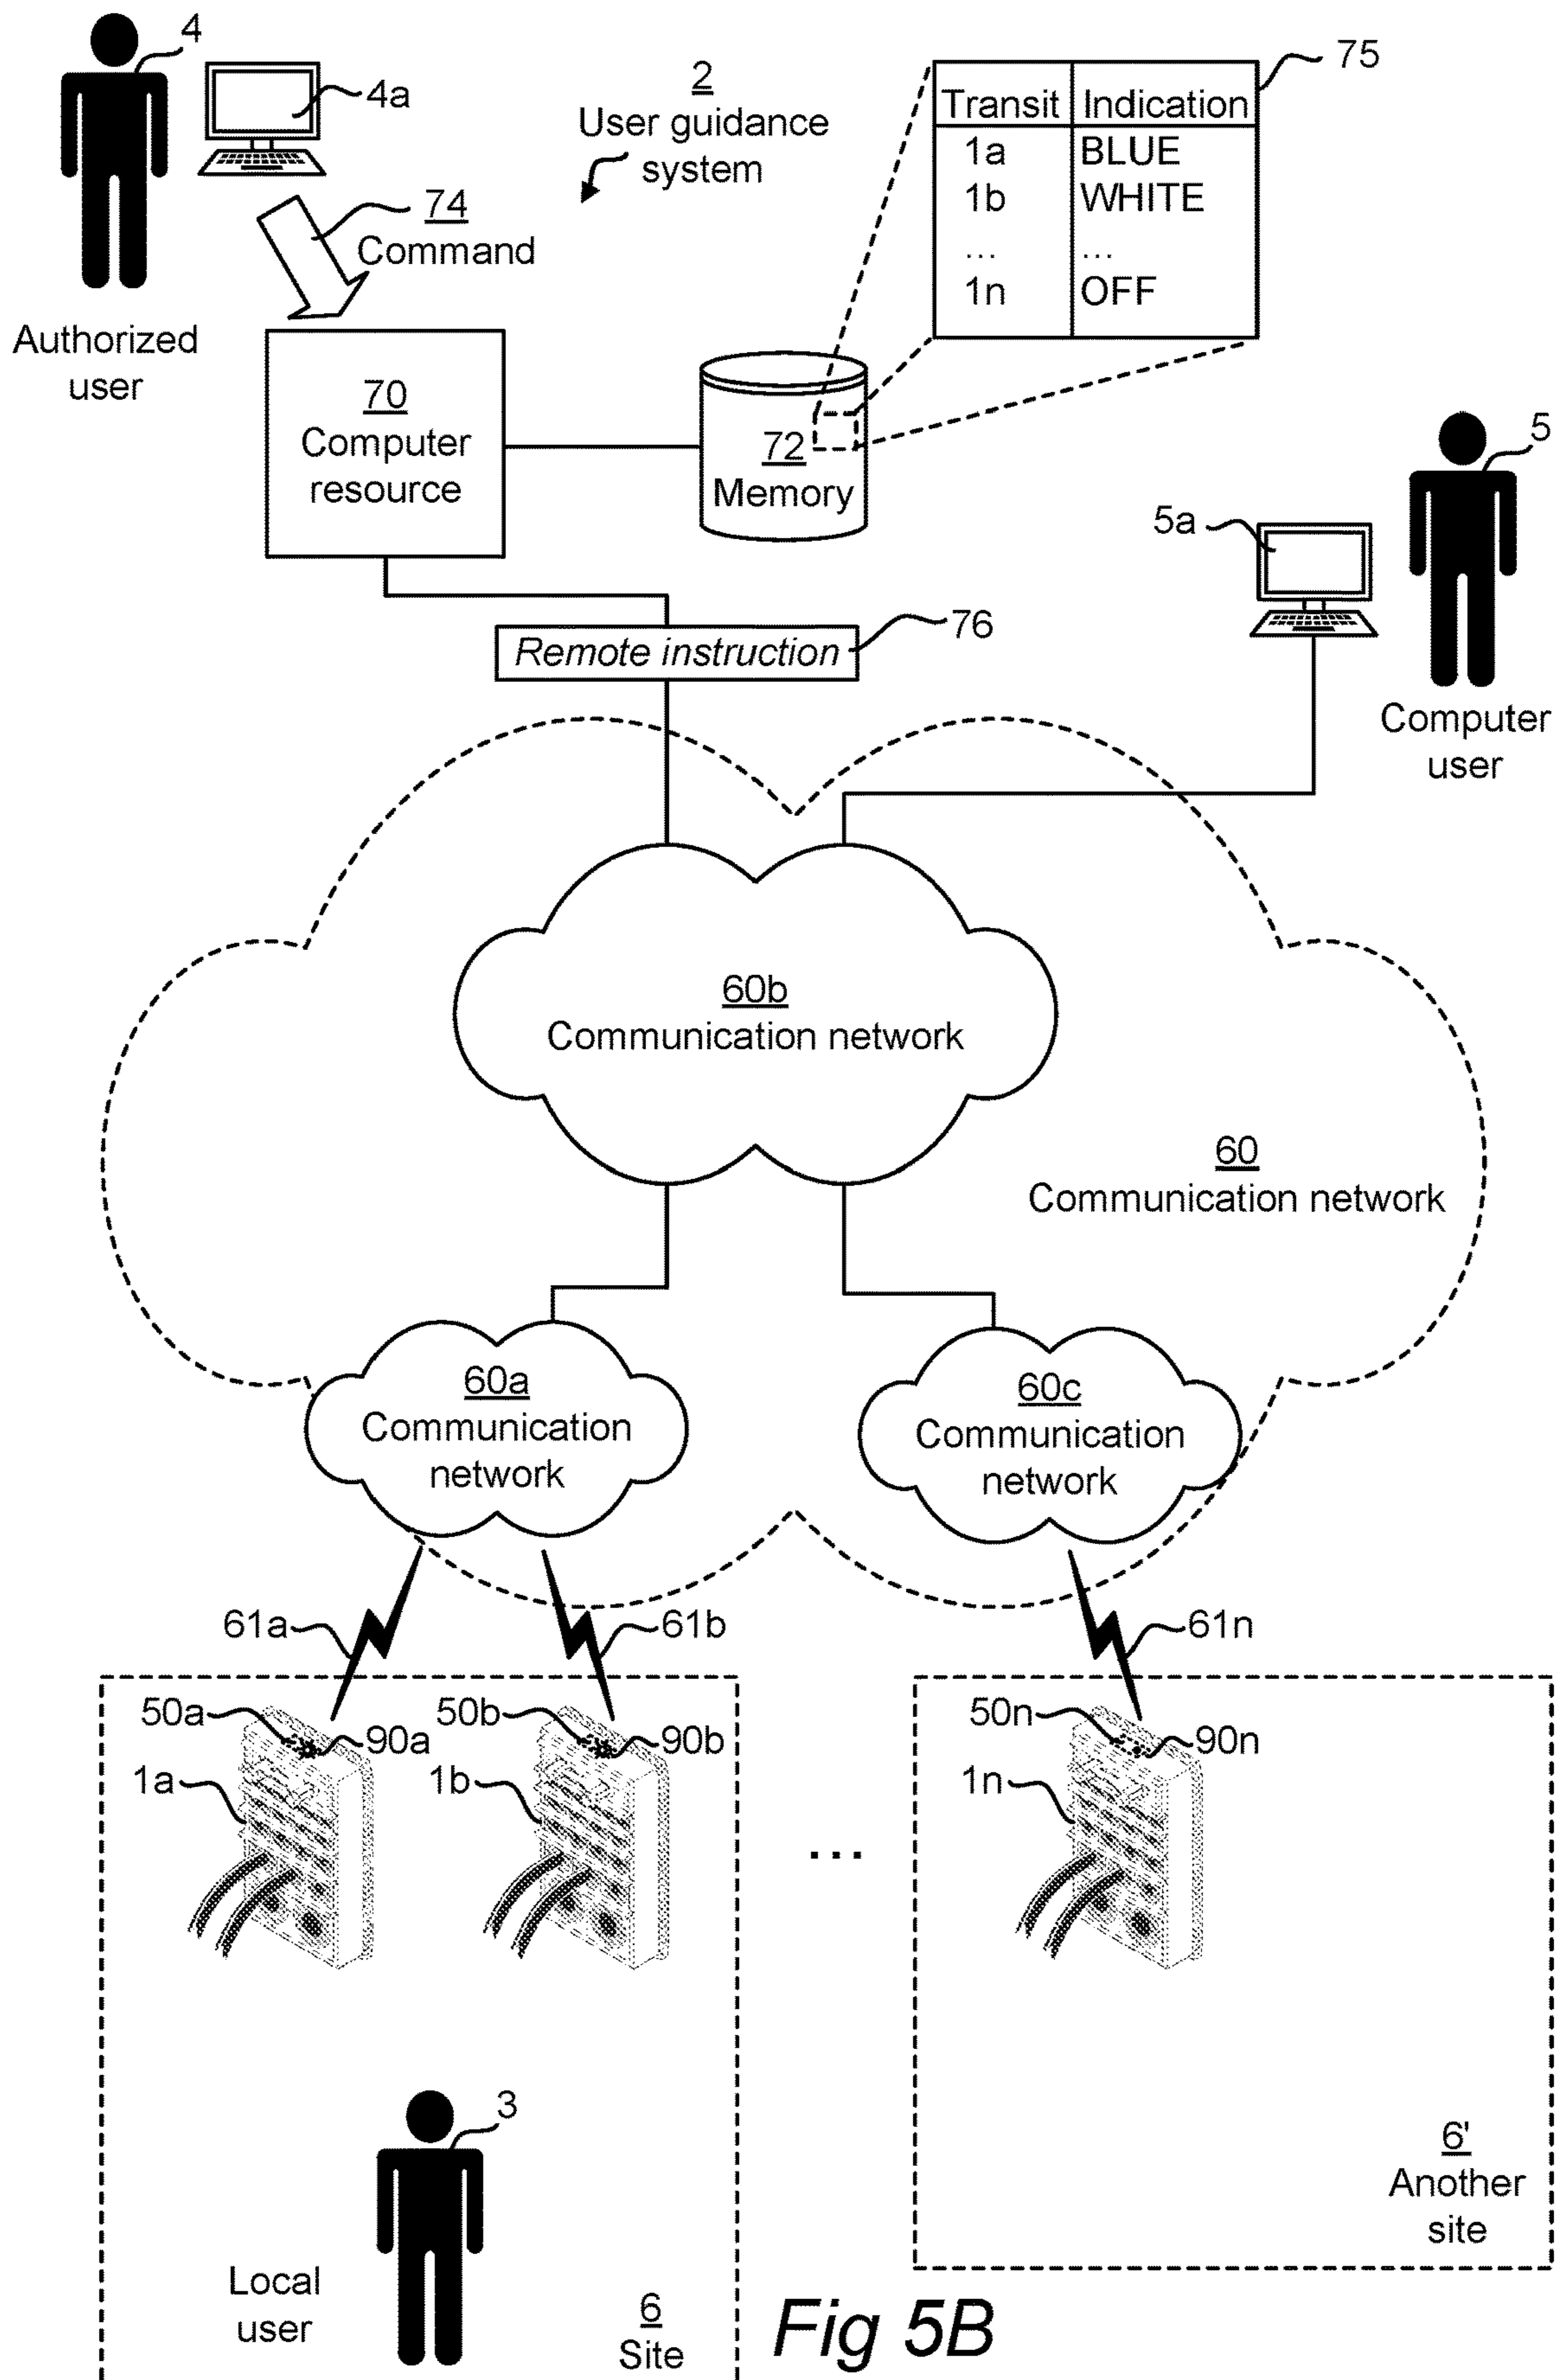 4
4a
2
User guidance
system
75
Transit Indication
1a BLUE
1b WHITE
... ...
1n OFF
74
Command
Authorized
user
70
Computer
resource
72
Memory
5
5a
Computer
user
Remote instruction
76
60b
Communication network
60
Communication network
60a
Communication
network
60c
Communication
network
61a
61b
61n
50a
90a
1a
50b
90b
1b
...
50n
90n
1n
3
Local
user
6
Site
6'
Another
site
Fig 5B